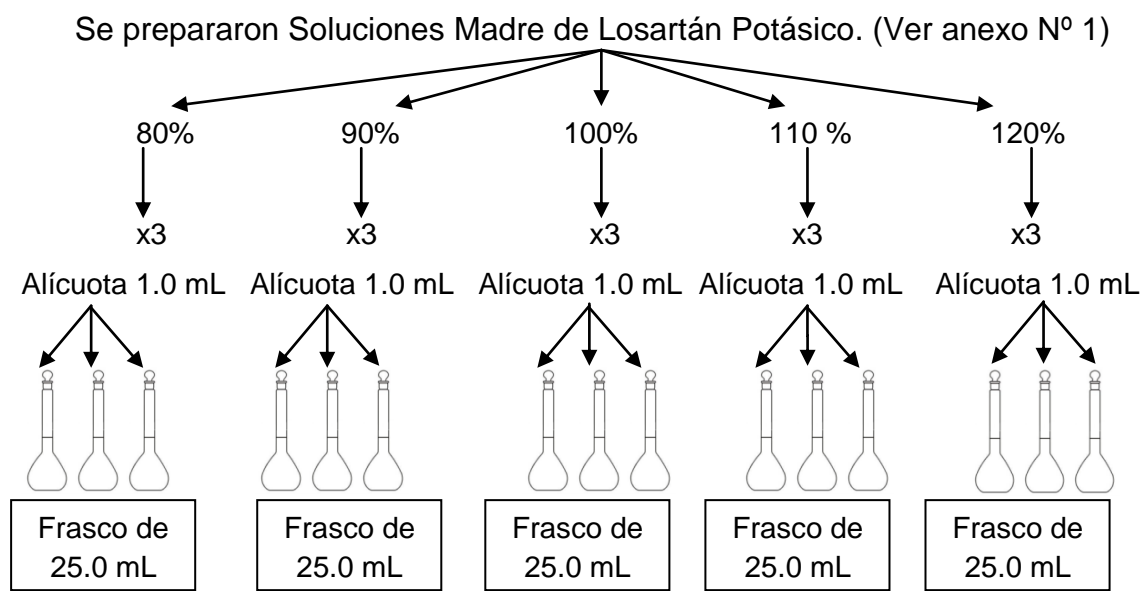 Se prepararon Soluciones Madre de Losartán Potásico. (Ver anexo Nº 1)
80% 90% 100% 110 % 120%
x3 x3 x3 x3 x3
Alícuota 1.0 mL Alícuota 1.0 mL Alícuota 1.0 mL Alícuota 1.0 mL Alícuota 1.0 mL
Frasco de Frasco de Frasco de Frasco de Frasco de
25.0 mL 25.0 mL 25.0 mL 25.0 mL 25.0 mL